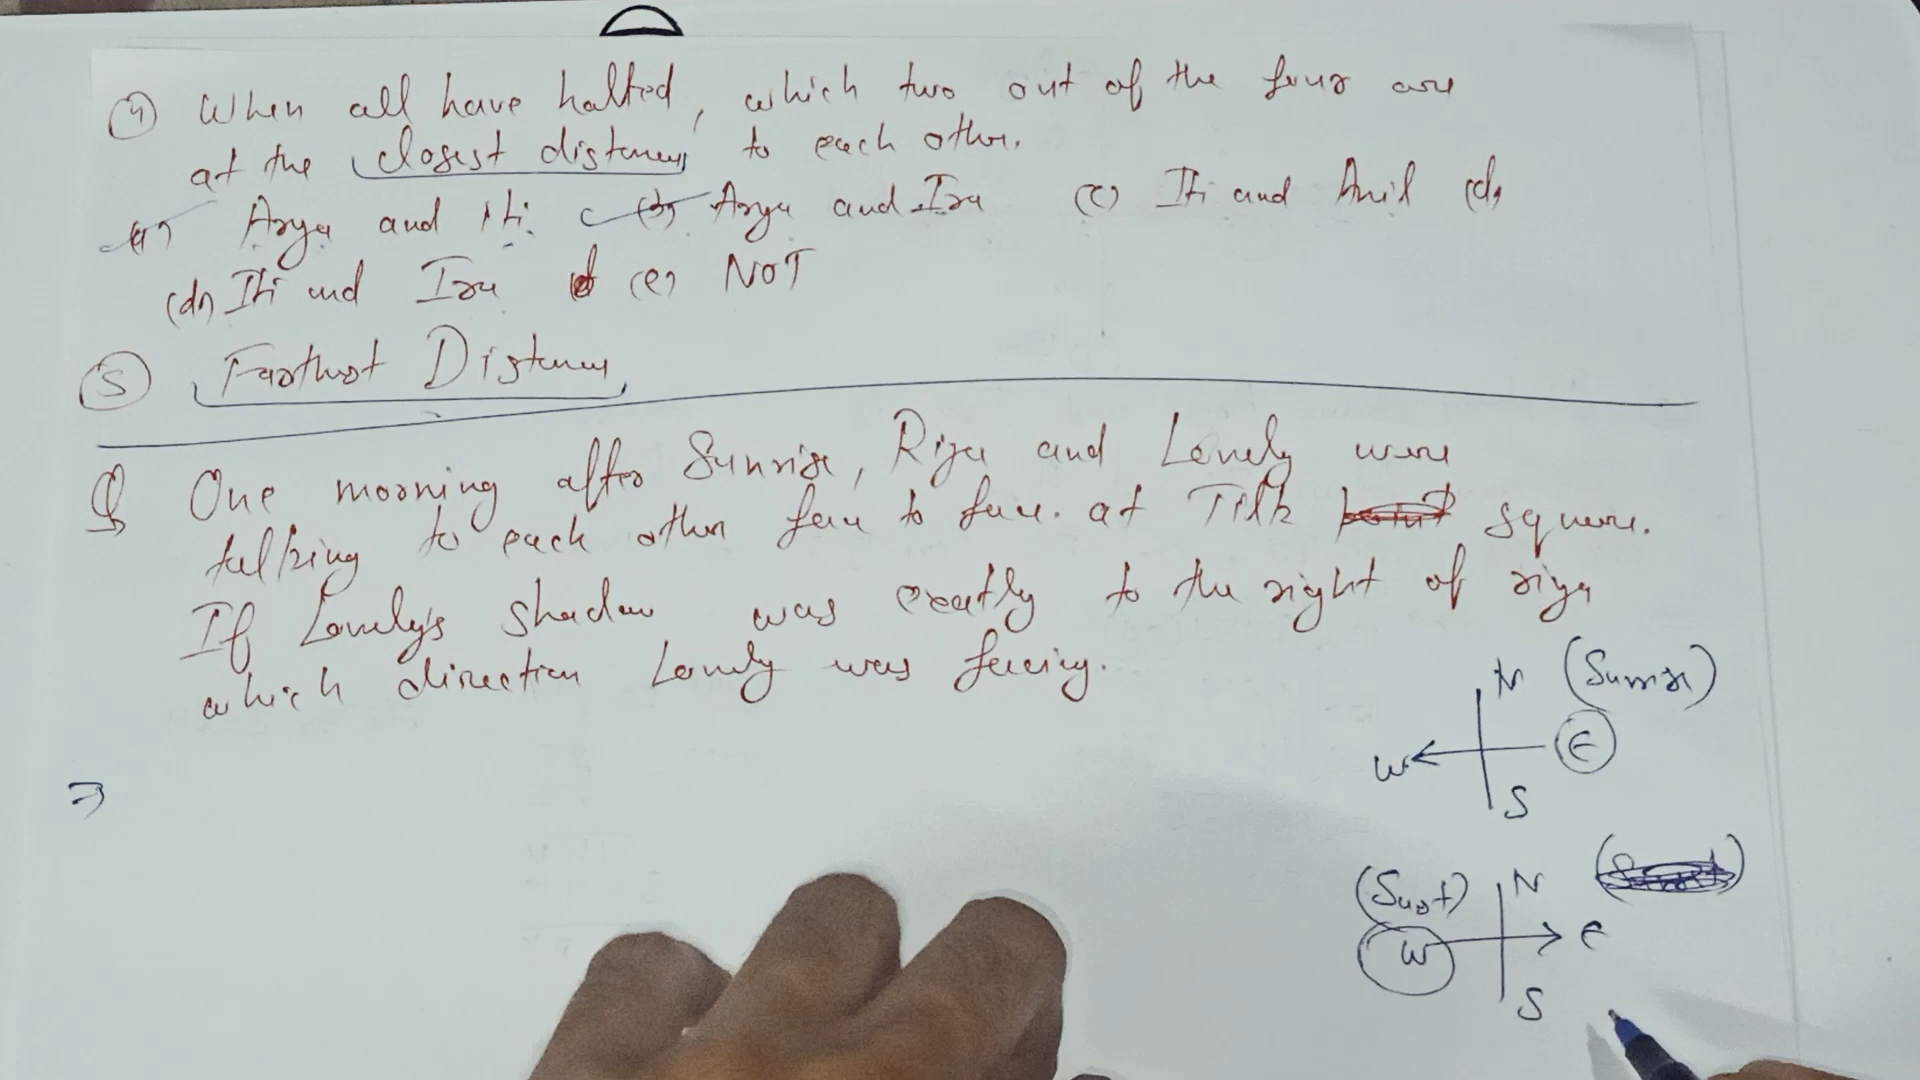 (4) When all have halted, which two out of the four are
at the closest distance, to each other.
(a) Arya and Iti (b) Arya and Ira (c) Iti and Anil (d)
(d) Iti and Ira (e) NOT
(5) Farthest Distance,
Q One morning after Sunrise, Riya and Lovely were
talking to each other face to face. at Tilk square.
If Lovely's shadow was exactly to the right of riya
which direction Lovely was facing.
N (Sunrise)
W E
S
⇒
(Suset) N
W E
S